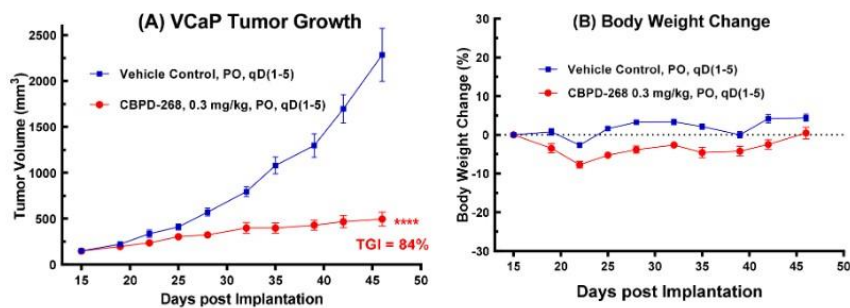 (A) VCaP Tumor Growth
2500
2000
1500
1000
500
0
Tumor Volume (mm³)
Vehicle Control, PO, qD(1-5)
CBPD-268, 0.3 mg/kg, PO, qD(1-5)
****
TGI = 84%
10 15 20 25 30 35 40 45 50
Days post Implantation
(B) Body Weight Change
30
20
10
0
-10
-20
-30
Body Weight Change (%)
Vehicle Control, PO, qD(1-5)
CBPD-268 0.3 mg/kg, PO, qD(1-5)
10 15 20 25 30 35 40 45 50
Days post Implantation